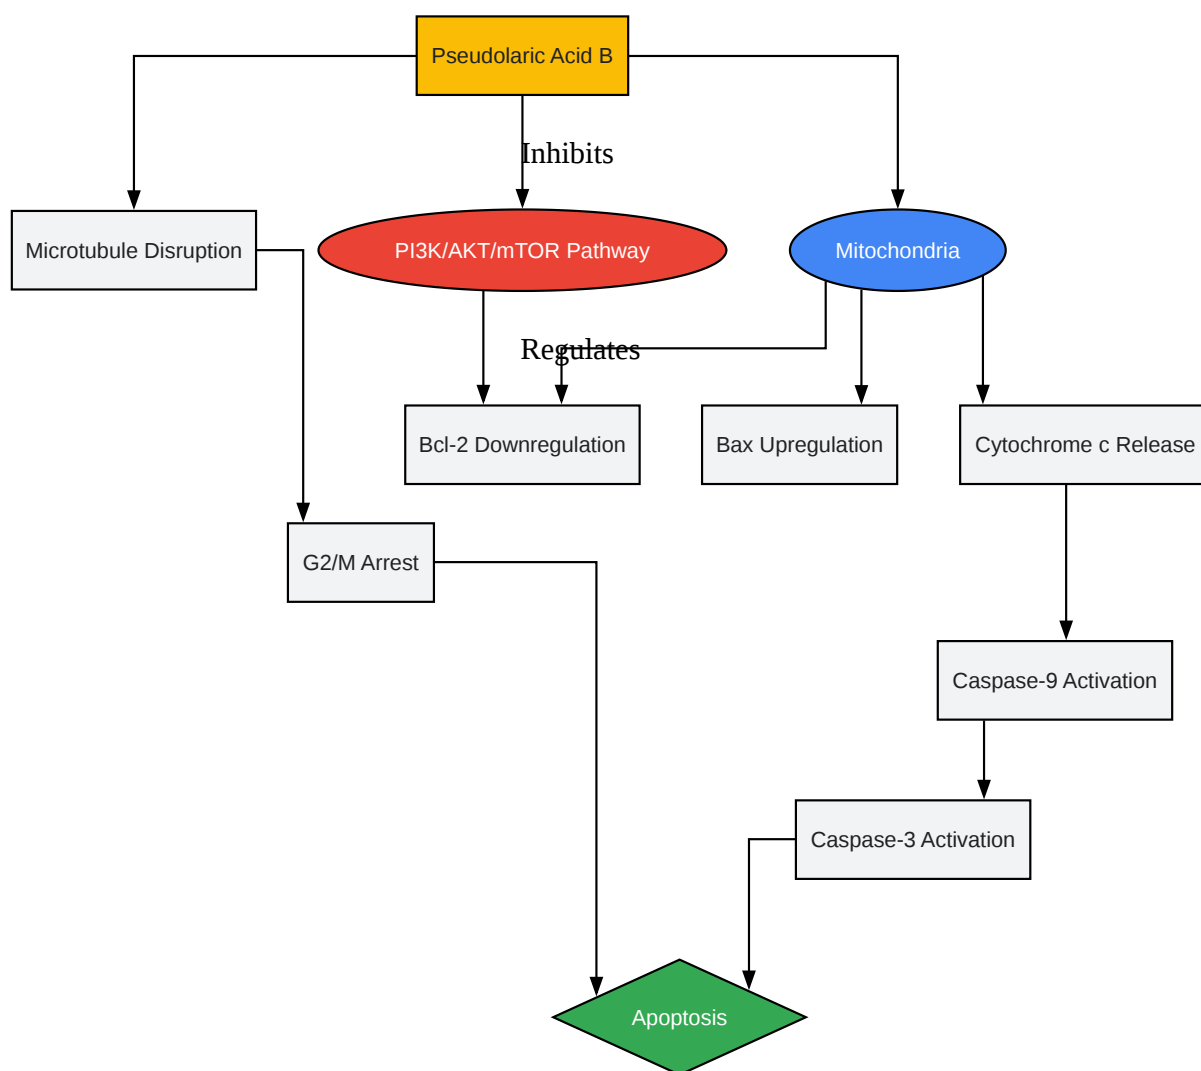 Pseudolaric Acid B
Inhibits
Microtubule Disruption
PI3K/AKT/mTOR Pathway
Mitochondria
Regulates
Bcl-2 Downregulation
Bax Upregulation
Cytochrome c Release
G2/M Arrest
Caspase-9 Activation
Caspase-3 Activation
Apoptosis